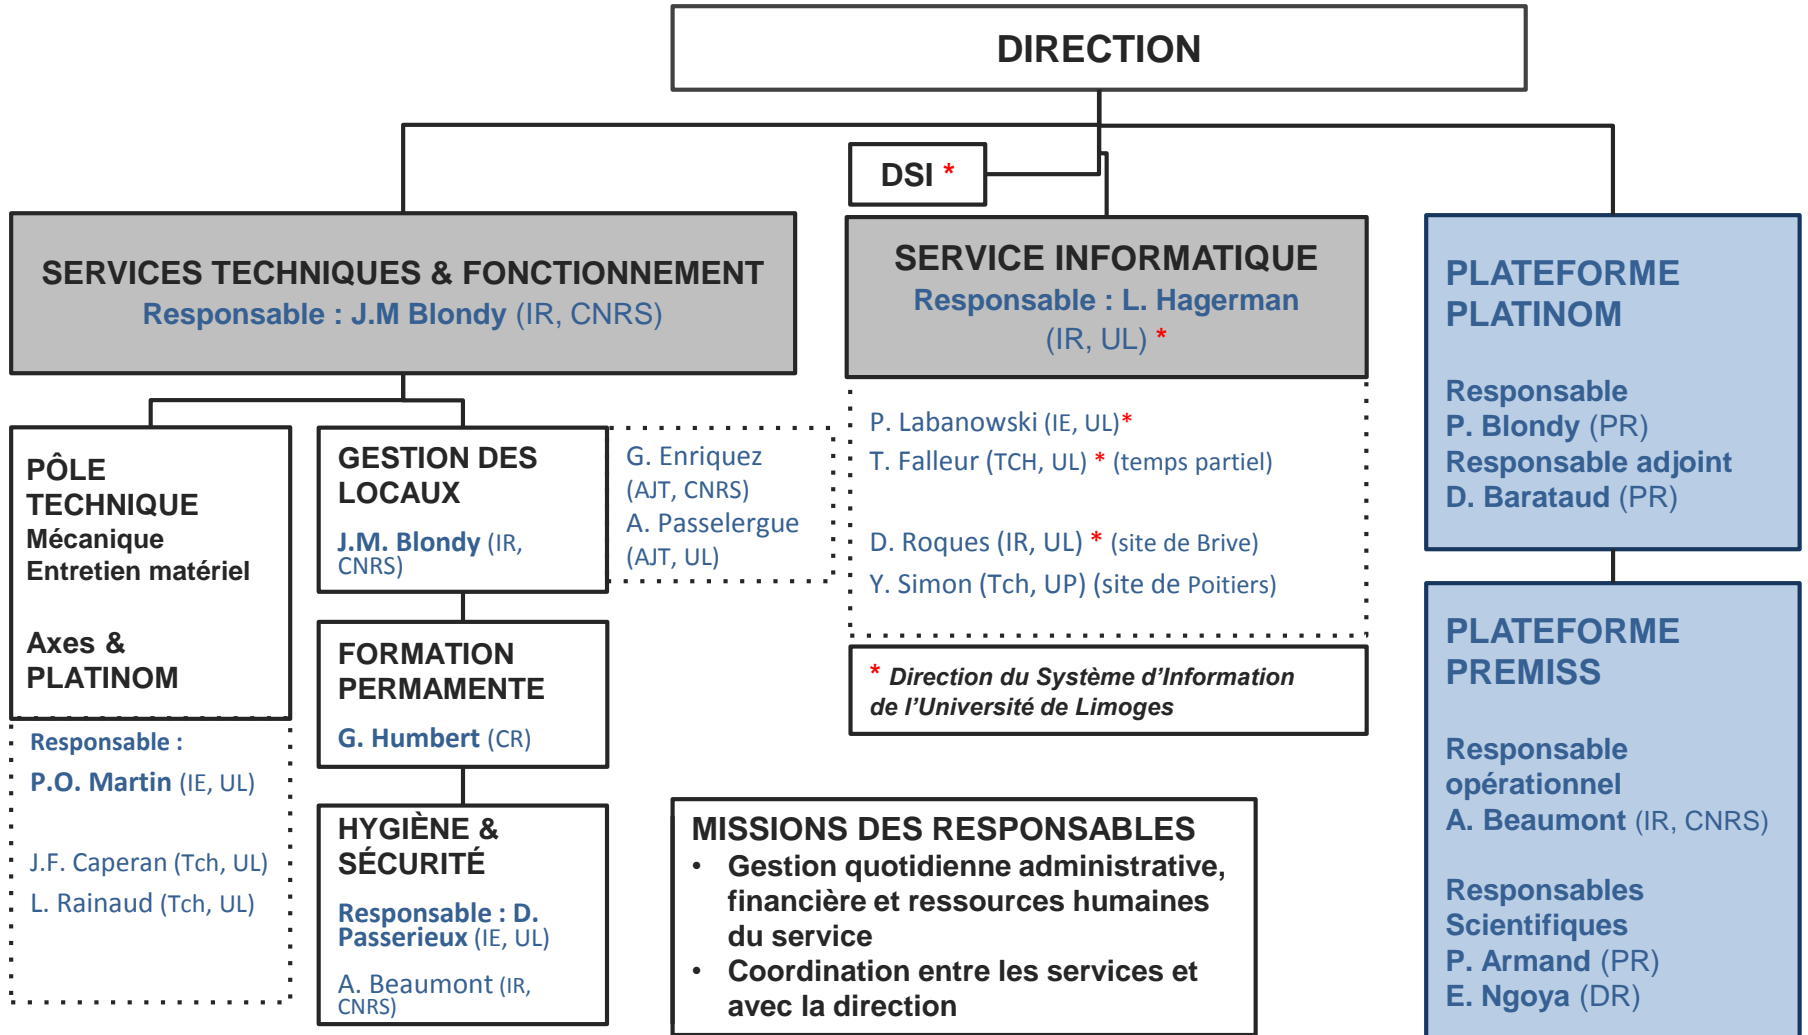 DIRECTION
DSI *
SERVICES TECHNIQUES & FONCTIONNEMENT
Responsable : J.M Blondy (IR, CNRS)
SERVICE INFORMATIQUE
Responsable : L. Hagerman
(IR, UL) *
PLATEFORME
PLATINOM
Responsable
P. Blondy (PR)
Responsable adjoint
D. Barataud (PR)
PÔLE
TECHNIQUE
Mécanique
Entretien matériel
Axes &
PLATINOM
Responsable :
P.O. Martin (IE, UL)
J.F. Caperan (Tch, UL)
L. Rainaud (Tch, UL)
GESTION DES
LOCAUX
J.M. Blondy (IR,
CNRS)
G. Enriquez
(AJT, CNRS)
A. Passelergue
(AJT, UL)
FORMATION
PERMAMENTE
G. Humbert (CR)
HYGIÈNE &
SÉCURITÉ
Responsable : D.
Passerieux (IE, UL)
A. Beaumont (IR,
CNRS)
P. Labanowski (IE, UL)*
T. Falleur (TCH, UL) * (temps partiel)
D. Roques (IR, UL) * (site de Brive)
Y. Simon (Tch, UP) (site de Poitiers)
* Direction du Système d’Information
de l’Université de Limoges
MISSIONS DES RESPONSABLES
• Gestion quotidienne administrative,
financière et ressources humaines
du service
• Coordination entre les services et
avec la direction
PLATEFORME
PREMISS
Responsable
opérationnel
A. Beaumont (IR, CNRS)
Responsables
Scientifiques
P. Armand (PR)
E. Ngoya (DR)